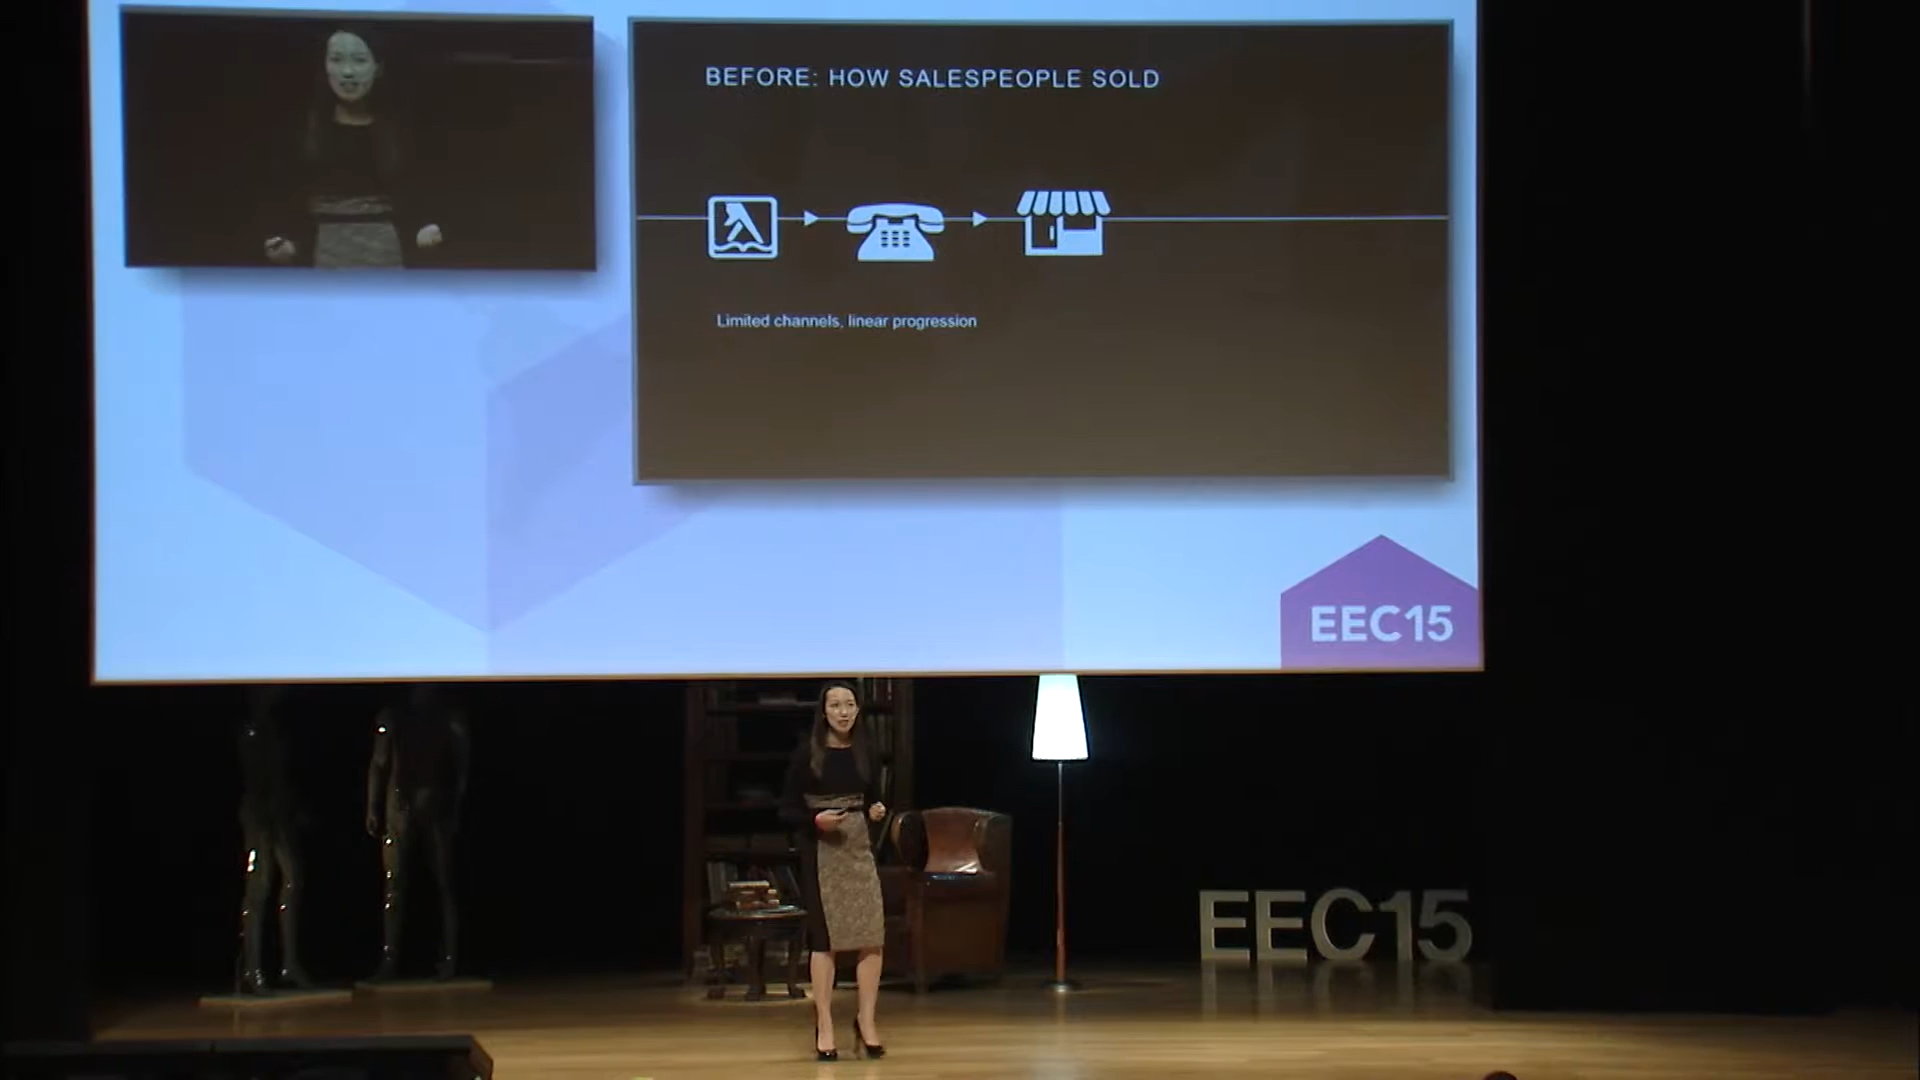 BEFORE: HOW SALESPEOPLE SOLD
Limited channels, linear progression
EEC15
EEC15